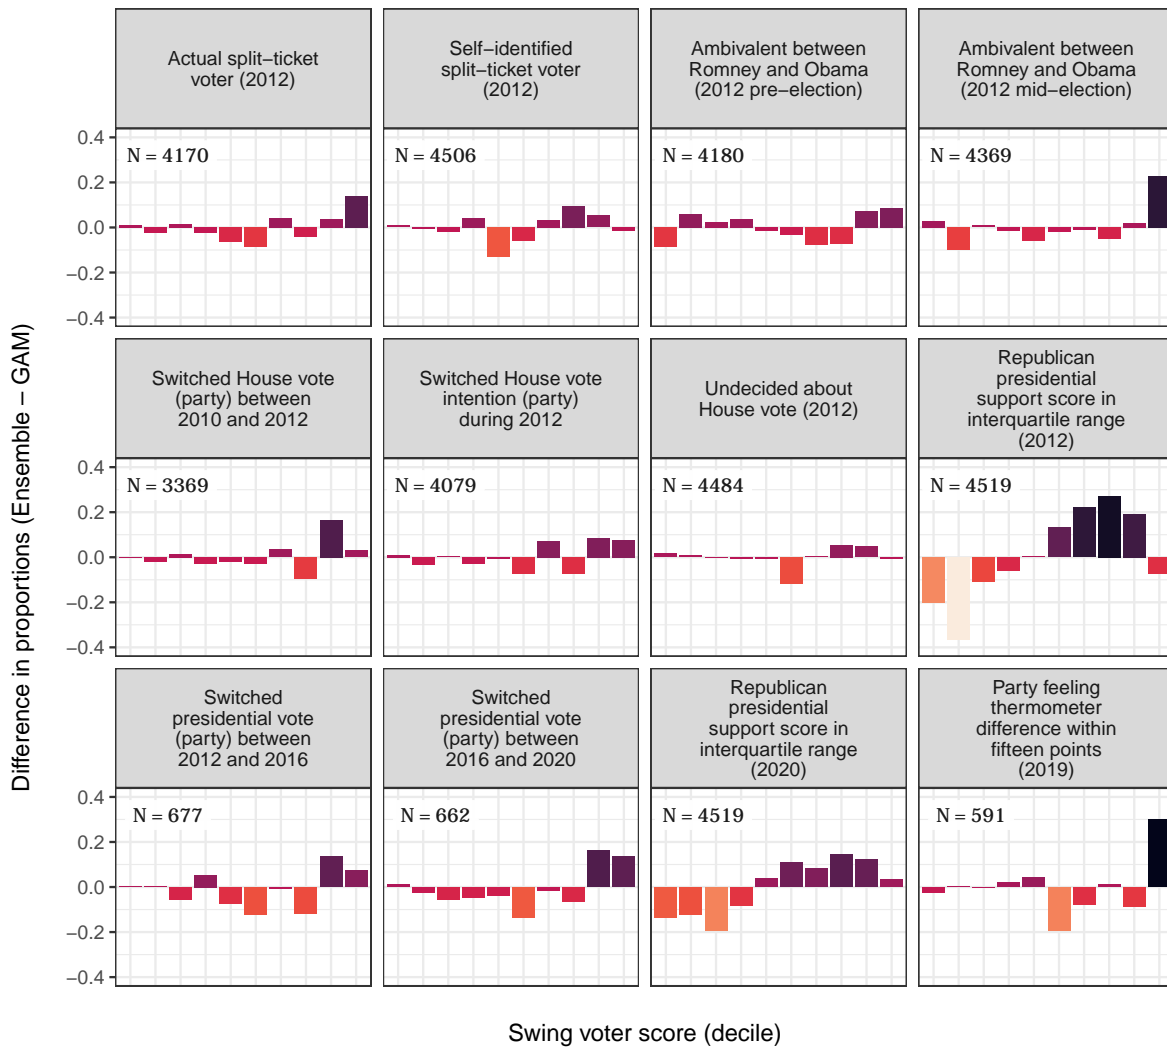 Actual split−ticket
voter (2012)
Self−identified
split−ticket voter
(2012)
Ambivalent between
Romney and Obama
(2012 pre−election)
Ambivalent between
Romney and Obama
(2012 mid−election)
0.4
0.2
0.0
−0.2
−0.4
N = 4170
N = 4506
N = 4180
N = 4369
Switched House vote
(party) between
2010 and 2012
Switched House vote
intention (party)
during 2012
Undecided about
House vote (2012)
Republican
presidential
support score in
interquartile range
(2012)
0.4
0.2
0.0
−0.2
−0.4
N = 3369
N = 4079
N = 4484
N = 4519
Switched
presidential vote
(party) between
2012 and 2016
Switched
presidential vote
(party) between
2016 and 2020
Republican
presidential
support score in
interquartile range
(2020)
Party feeling
thermometer
difference within
fifteen points
(2019)
0.4
0.2
0.0
−0.2
−0.4
N = 677
N = 662
N = 4519
N = 591
Difference in proportions (Ensemble − GAM)
Swing voter score (decile)